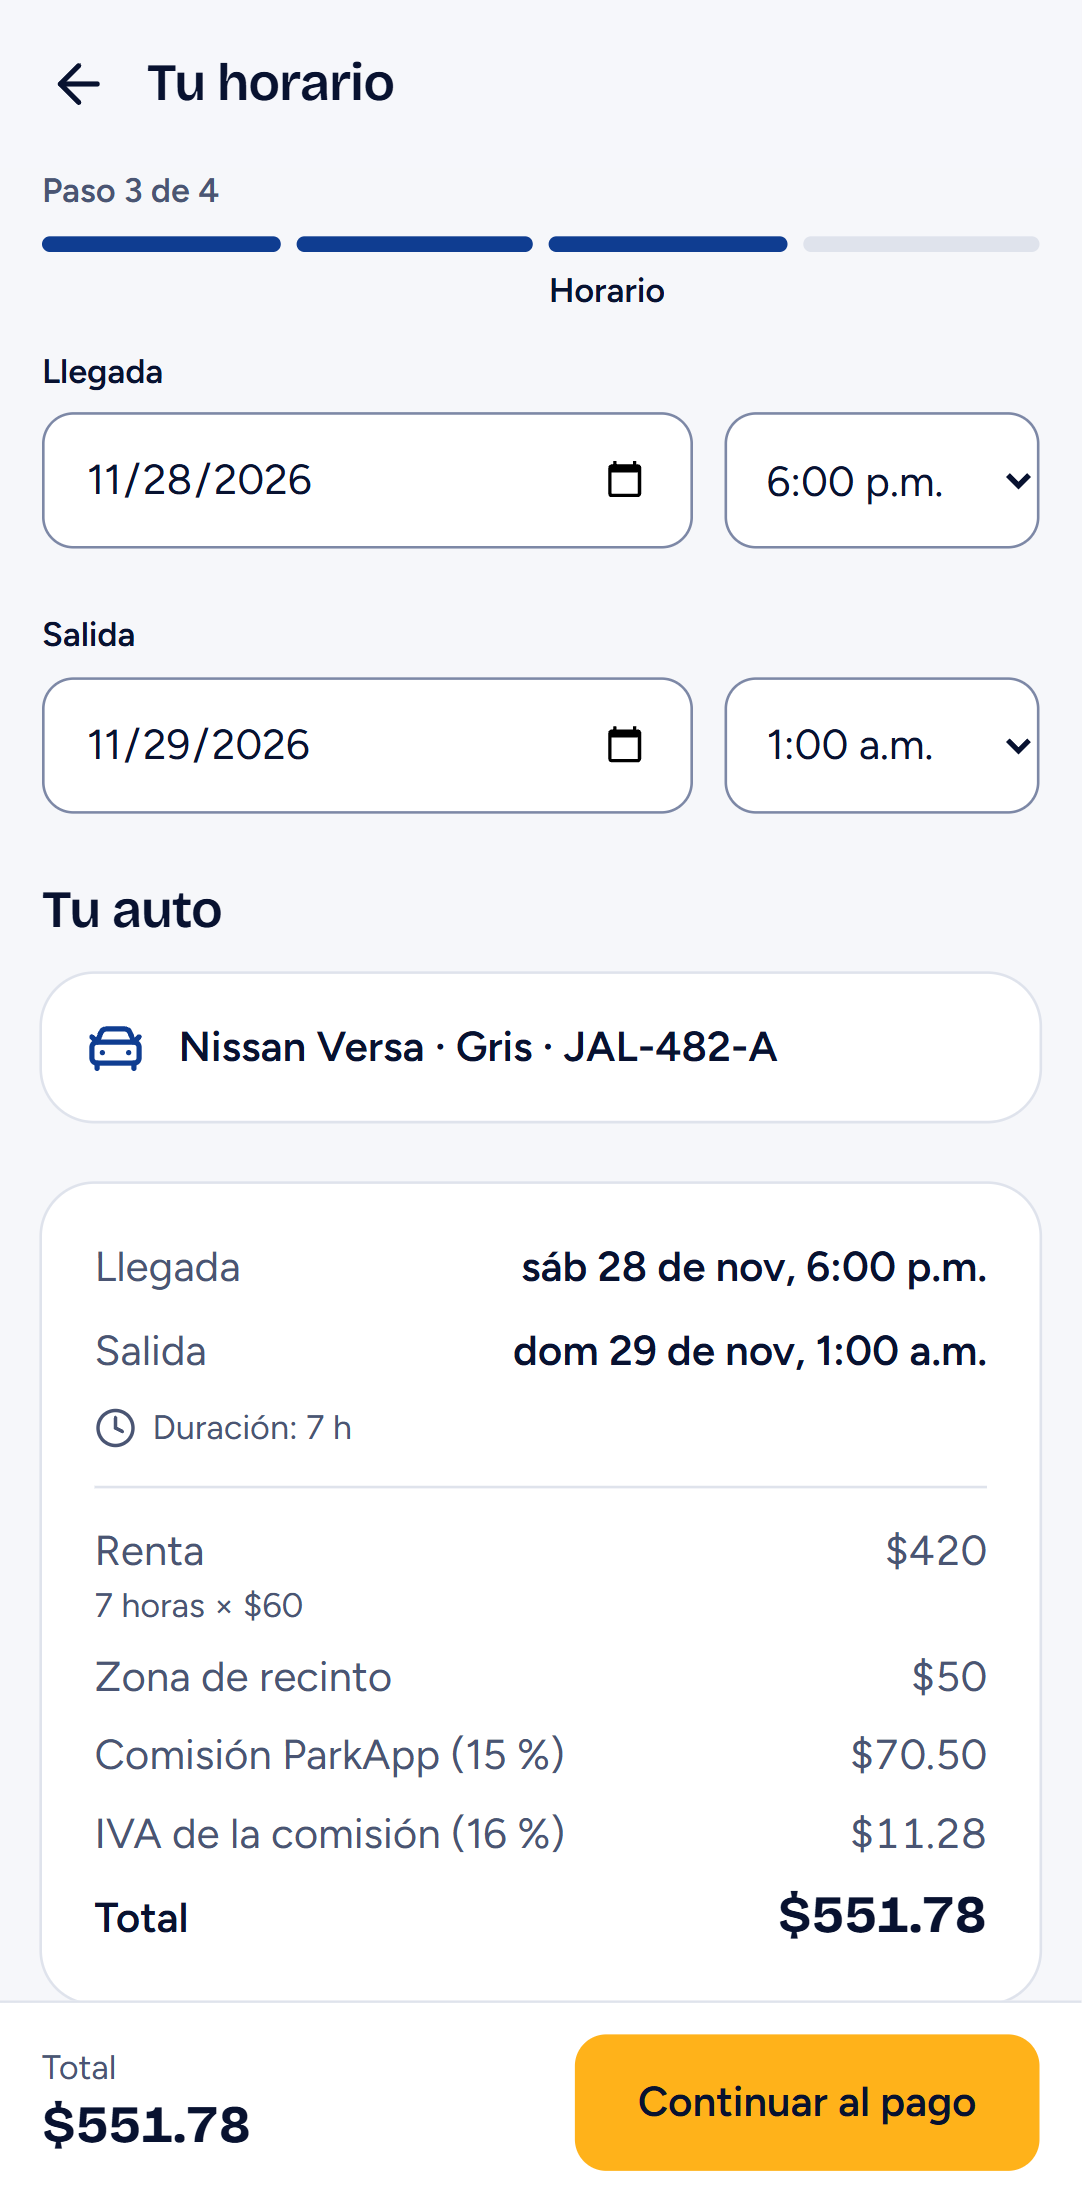 Tu horario
Paso 3 de 4
Horario
Llegada
11/28/2026
6:00 p.m.
Salida
11/29/2026
1:00 a.m.
Tu auto
Nissan Versa · Gris · JAL-482-A
Llegada sáb 28 de nov, 6:00 p.m.
Salida dom 29 de nov, 1:00 a.m.
Duración: 7 h
Renta $420
7 horas × $60
Zona de recinto $50
Comisión ParkApp (15 %) $70.50
IVA de la comisión (16 %) $11.28
Total $551.78
Total
$551.78
Continuar al pago